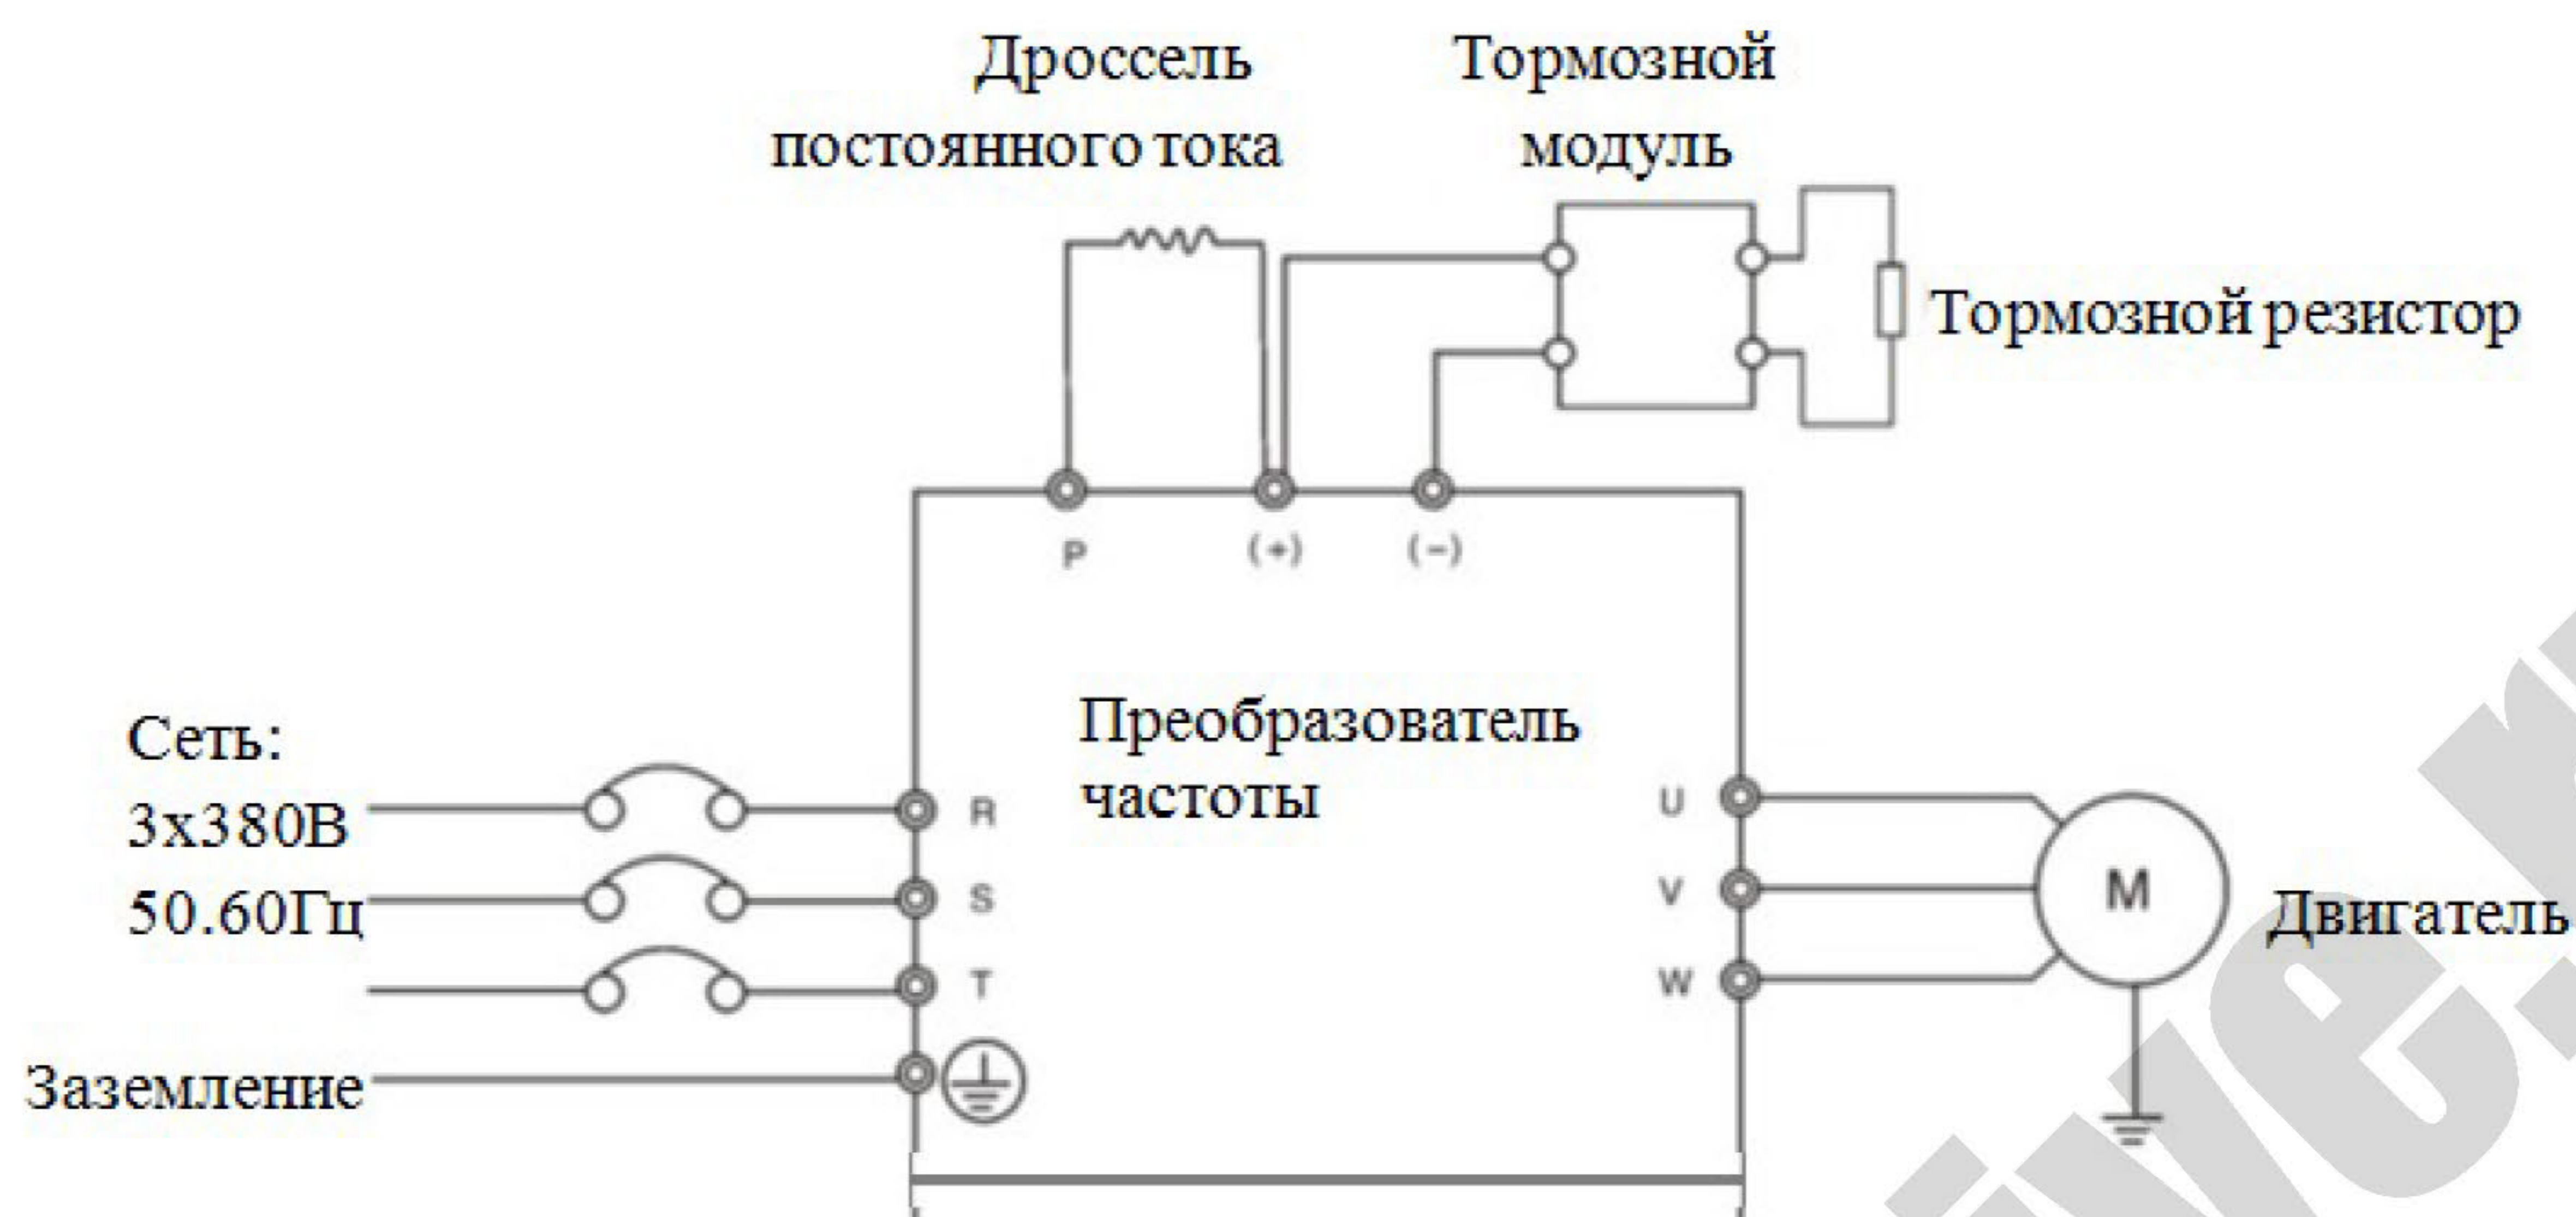 Дроссель
постоянного тока
Тормозной
модуль
Тормозной резистор
P
(+)
(-)
Преобразователь
частоты
Сеть:
3х380В
50.60Гц
R
S
T
Заземление
U
V
W
M
Двигатель